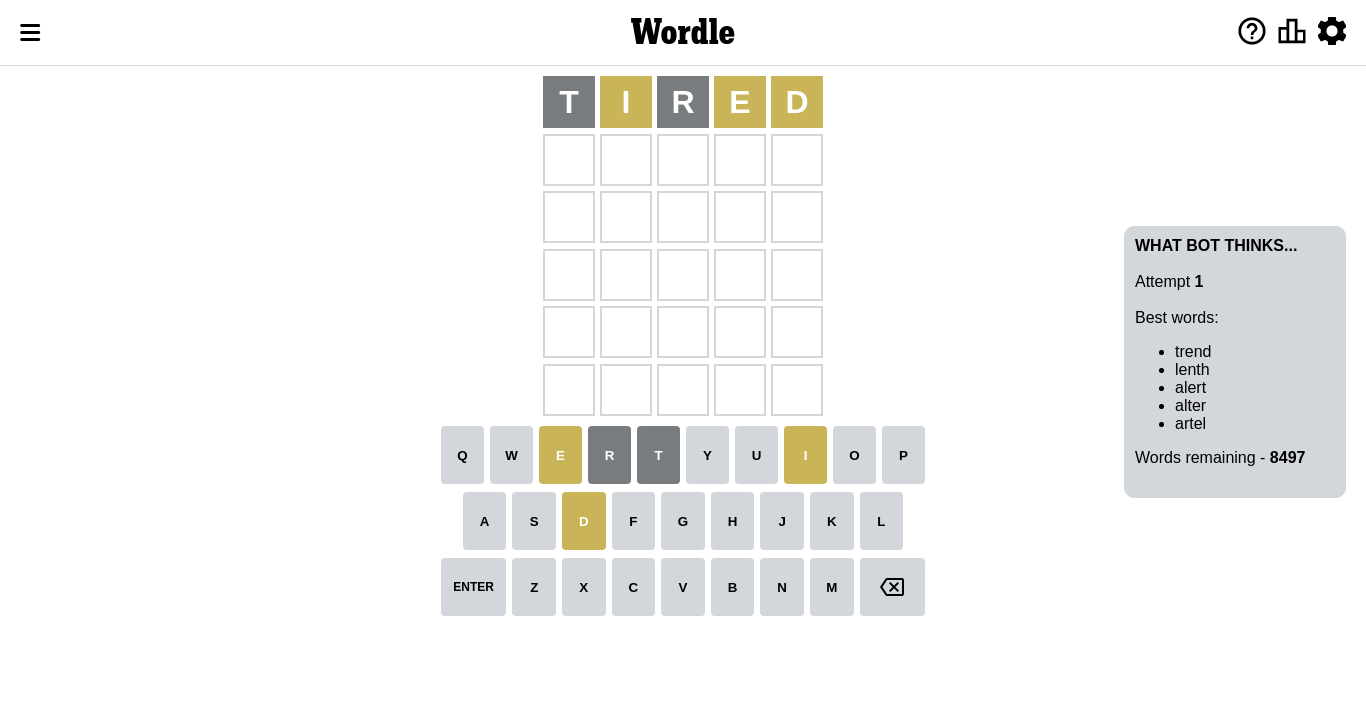 Wordle
T I R E D
WHAT BOT THINKS...
Attempt 1
Best words:
trend
lenth
alert
alter
artel
Words remaining - 8497
Q W E R T Y U I O P
A S D F G H J K L
ENTER Z X C V B N M